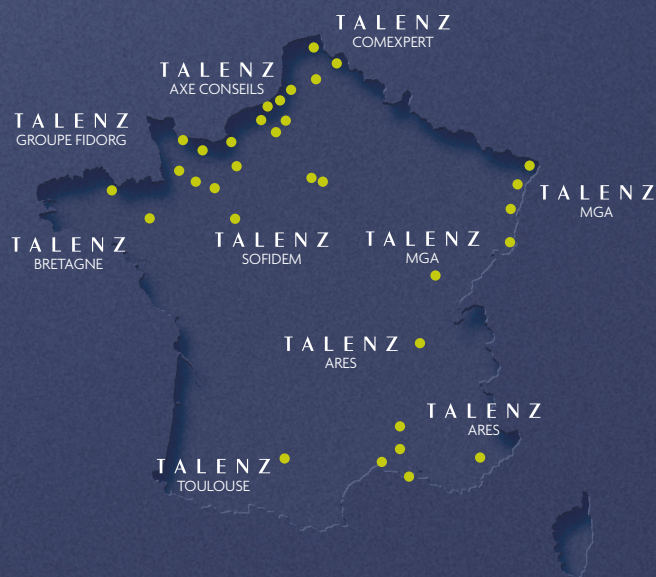 TALENZ
COMEXPERT
TALENZ
AXE CONSEILS
TALENZ
GROUPE FIDORG
TALENZ
MGA
TALENZ
BRETAGNE
TALENZ
SOFIDEM
TALENZ
MGA
TALENZ
ARES
TALENZ
ARES
TALENZ
TOULOUSE